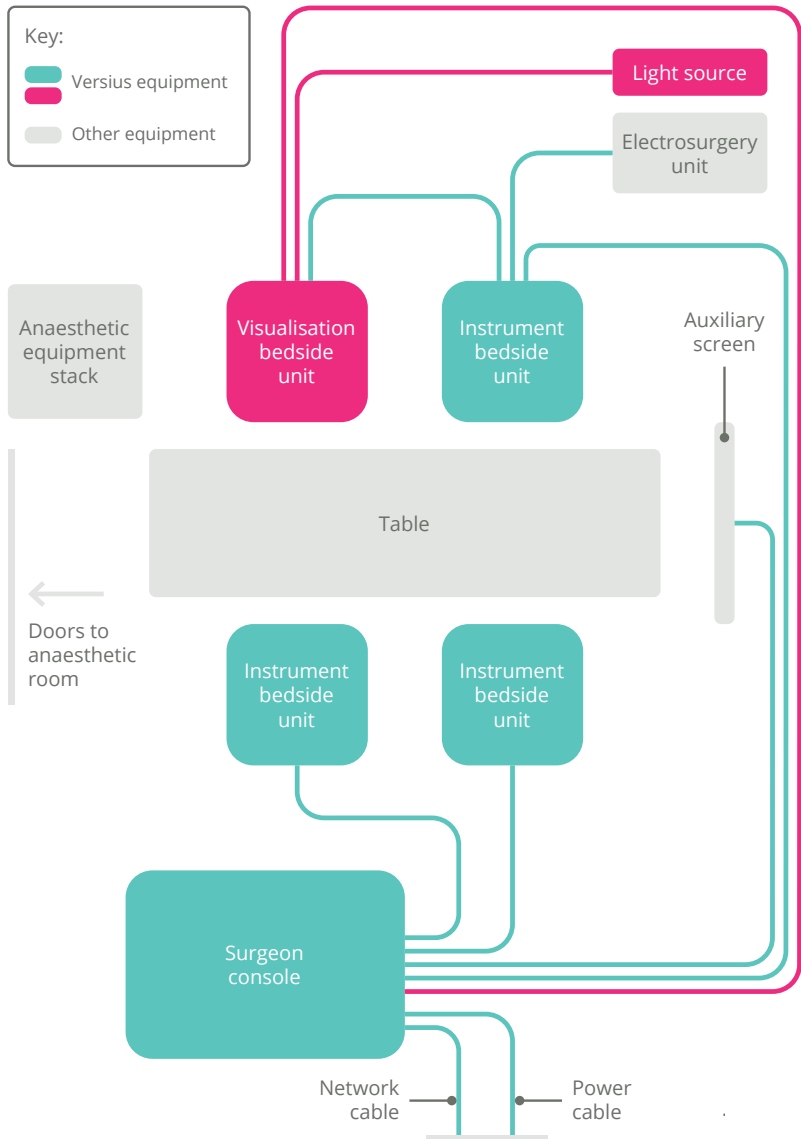 Key:
Versius equipment
Other equipment
Light source
Electrosurgery
unit
Anaesthetic
equipment
stack
Visualisation
bedside
unit
Instrument
bedside
unit
Auxiliary
screen
Table
Doors to
anaesthetic
room
Instrument
bedside
unit
Instrument
bedside
unit
Surgeon
console
Network
cable
Power
cable